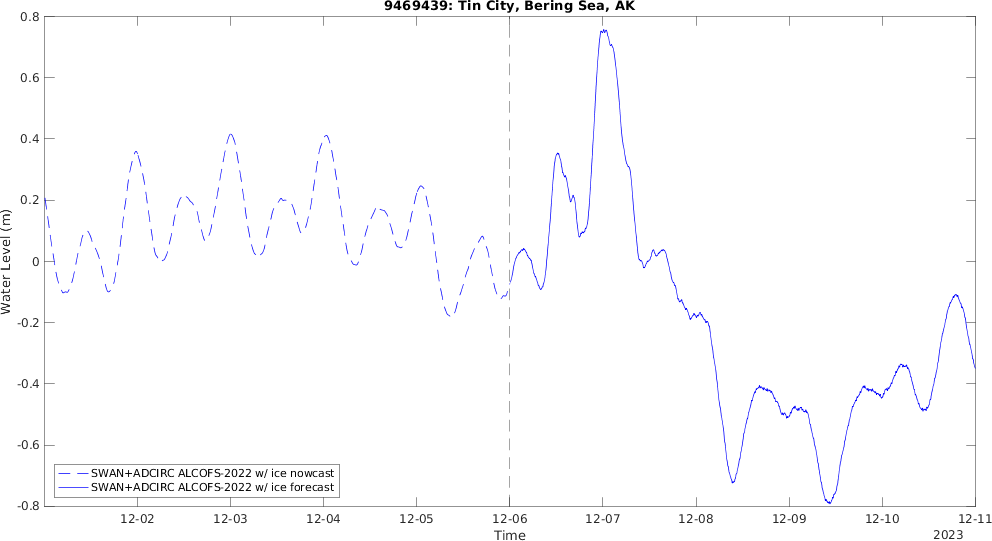 9469439: Tin City, Bering Sea, AK
0.8
0.6
0.4
0.2
0
-0.2
-0.4
-0.6
-0.8
Water Level (m)
SWAN+ADCIRC ALCOFS-2022 w/ ice nowcast
SWAN+ADCIRC ALCOFS-2022 w/ ice forecast
12-02 12-03 12-04 12-05 12-06 12-07 12-08 12-09 12-10 12-11
Time
2023